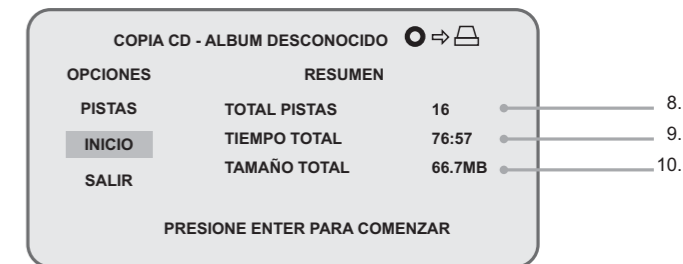 COPIA CD - ALBUM DESCONOCIDO
OPCIONES RESUMEN
PISTAS TOTAL PISTAS 16 8.
INICIO TIEMPO TOTAL 76:57 9.
TAMAÑO TOTAL 66.7MB 10.
SALIR
PRESIONE ENTER PARA COMENZAR